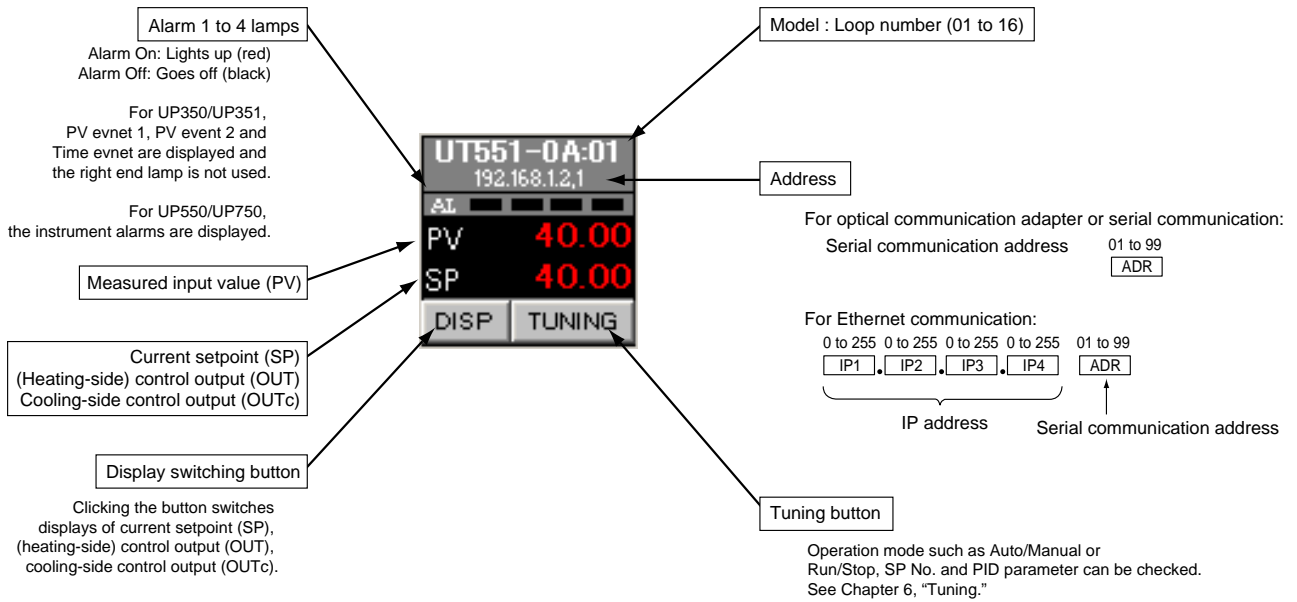 Alarm 1 to 4 lamps
Alarm On: Lights up (red)
Alarm Off: Goes off (black)
For UP350/UP351,
PV evnet 1, PV event 2 and
Time evnet are displayed and
the right end lamp is not used.
For UP550/UP750,
the instrument alarms are displayed.
Measured input value (PV)
Current setpoint (SP)
(Heating-side) control output (OUT)
Cooling-side control output (OUTc)
Display switching button
Clicking the button switches
displays of current setpoint (SP),
(heating-side) control output (OUT),
cooling-side control output (OUTc).
UT551-0A:01
192.168.1.2,1
AL
PV 40.00
SP 40.00
DISP TUNING
Model : Loop number (01 to 16)
Address
For optical communication adapter or serial communication:
Serial communication address 01 to 99
ADR
For Ethernet communication:
0 to 255 0 to 255 0 to 255 0 to 255 01 to 99
IP1 . IP2 . IP3 . IP4 ADR
IP address Serial communication address
Tuning button
Operation mode such as Auto/Manual or
Run/Stop, SP No. and PID parameter can be checked.
See Chapter 6, “Tuning.”